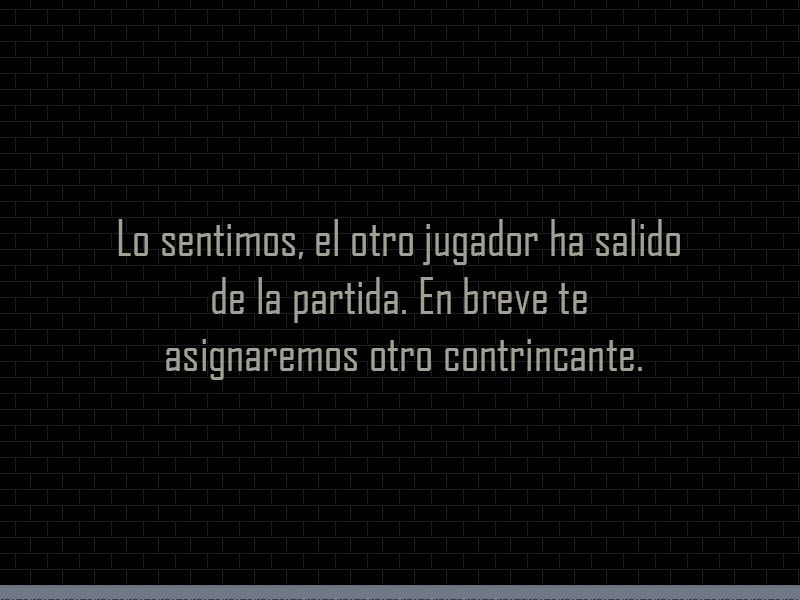 Lo sentimos, el otro jugador ha salido
de la partida. En breve te
asignaremos otro contrincante.